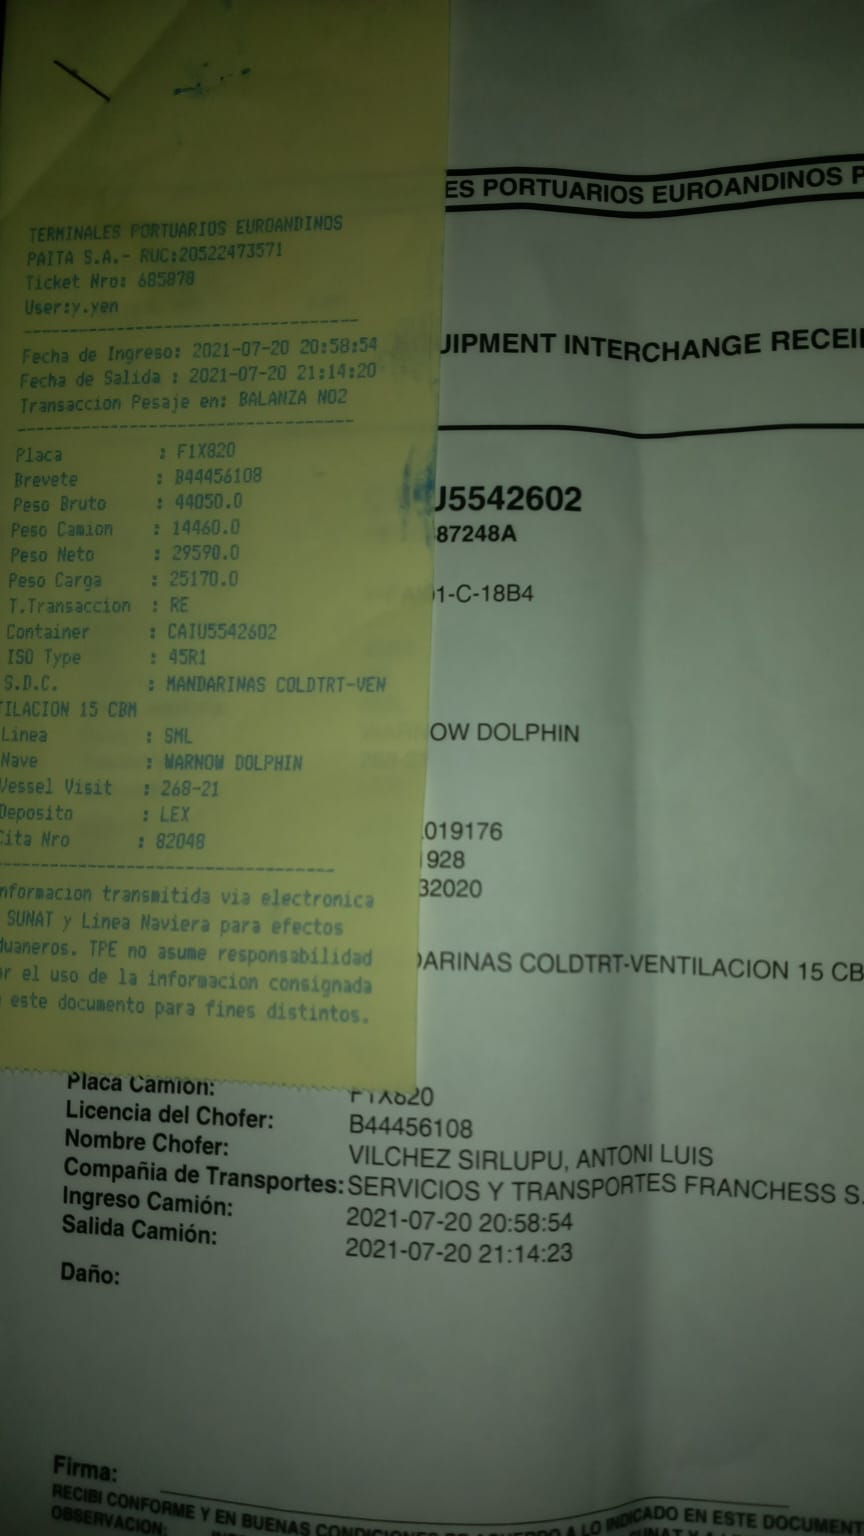 TERMINALES PORTUARIOS EUROANDINOS
PAITA S.A.- RUC:20522473571
Ticket Nro: 685878
User:y.yen
Fecha de Ingreso: 2021-07-20 20:58:54
Fecha de Salida : 2021-07-20 21:14:20
Transaccion Pesaje en: BALANZA NO2
Placa : F1X820
Brevete : B44456108
Peso Bruto : 44050.0
Peso Camion : 14460.0
Peso Neto : 29590.0
Peso Carga : 25170.0
T.Transaccion : RE
Container : CAIU5542602
ISO Type : 45R1
S.D.C. : MANDARINAS COLDTRT-VEN
TILACION 15 CBM
Linea : SML
Nave : WARNOW DOLPHIN
Vessel Visit : 268-21
Deposito : LEX
Cita Nro : 82048
nformacion transmitida via electronica
SUNAT y Linea Naviera para efectos
duaneros. TPE no asume responsabilidad
or el uso de la informacion consignada
este documento para fines distintos.
ES PORTUARIOS EUROANDINOS P
UIPMENT INTERCHANGE RECEI
U5542602
87248A
1-C-18B4
OW DOLPHIN
019176
928
32020
DARINAS COLDTRT-VENTILACION 15 CB
Placa Camión: F1X820
Licencia del Chofer: B44456108
Nombre Chofer: VILCHEZ SIRLUPU, ANTONI LUIS
Compañia de Transportes: SERVICIOS Y TRANSPORTES FRANCHESS S.
Ingreso Camión: 2021-07-20 20:58:54
Salida Camión: 2021-07-20 21:14:23
Daño:
Firma:
RECIBI CONFORME Y EN BUENAS CONDICIONES DE ACUERDO A LO INDICADO EN ESTE DOCUMENT
OBSERVACION: